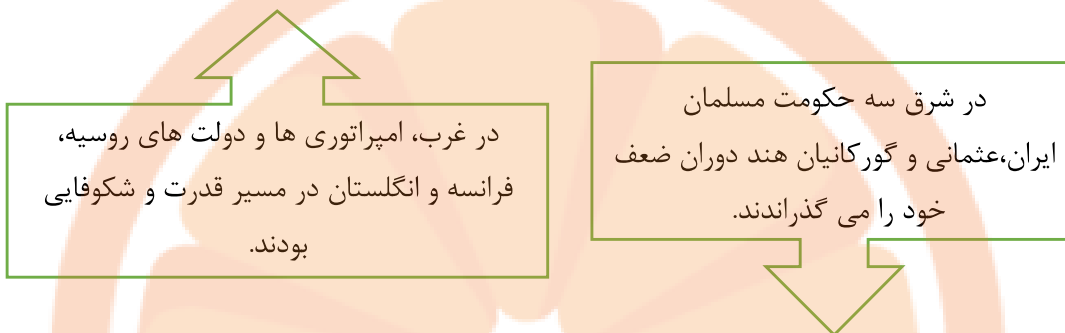 در شرق سه حکومت مسلمان
ایران،عثمانی و گورکانیان هند دوران ضعف
خود را می گذراندند.
در غرب، امپراتوری ها و دولت های روسیه،
فرانسه و انگلستان در مسیر قدرت و شکوفایی
بودند.